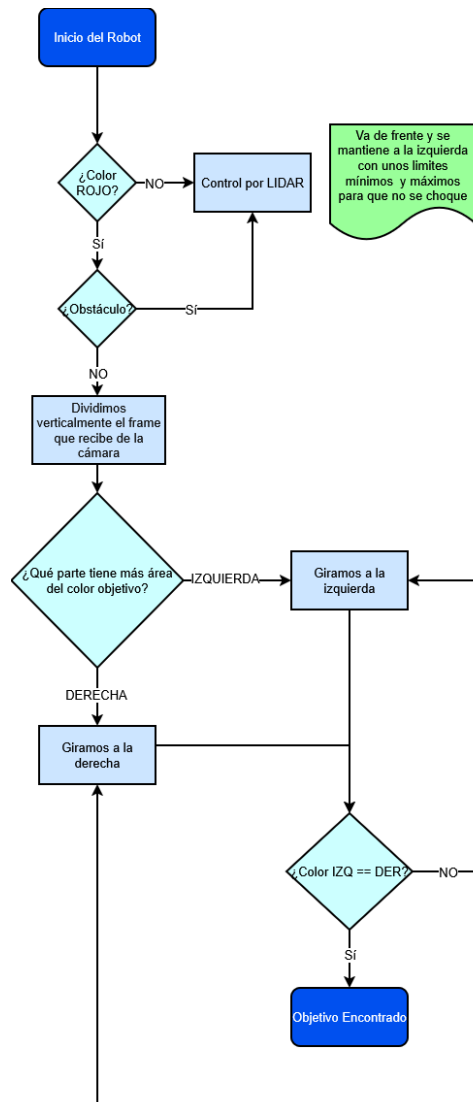 Inicio del Robot
¿Color
ROJO?
NO
Control por LIDAR
Va de frente y se
mantiene a la izquierda
con unos limites
mínimos y máximos
para que no se choque
Sí
¿Obstáculo?
Sí
NO
Dividimos
verticalmente el frame
que recibe de la
cámara
¿Qué parte tiene más área
del color objetivo?
IZQUIERDA
Giramos a la
izquierda
DERECHA
Giramos a la
derecha
¿Color IZQ == DER?
NO
Sí
Objetivo Encontrado